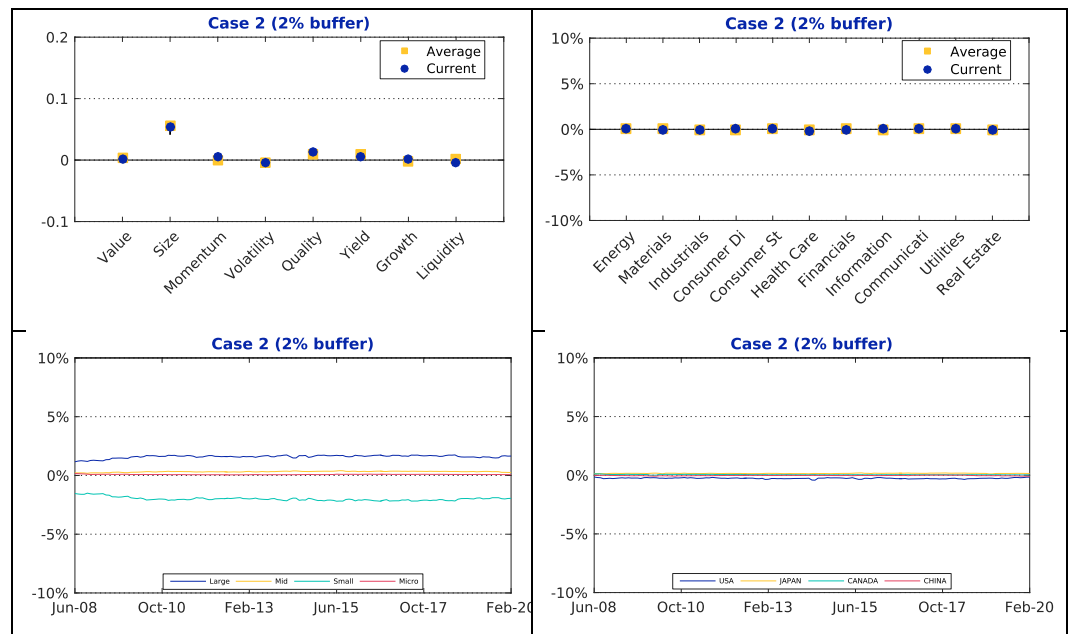 Case 2 (2% buffer)
0.2
0.1
0
-0.1
Average
Current
Value
Size
Momentum
Volatility
Quality
Yield
Growth
Liquidity
Case 2 (2% buffer)
10%
5%
0%
-5%
-10%
Average
Current
Energy
Materials
Industrials
Consumer Di
Consumer St
Health Care
Financials
Information
Communicati
Utilities
Real Estate
Case 2 (2% buffer)
10%
5%
0%
-5%
-10%
Large Mid Small Micro
Jun-08 Oct-10 Feb-13 Jun-15 Oct-17 Feb-20
Case 2 (2% buffer)
10%
5%
0%
-5%
-10%
USA JAPAN CANADA CHINA
Jun-08 Oct-10 Feb-13 Jun-15 Oct-17 Feb-20